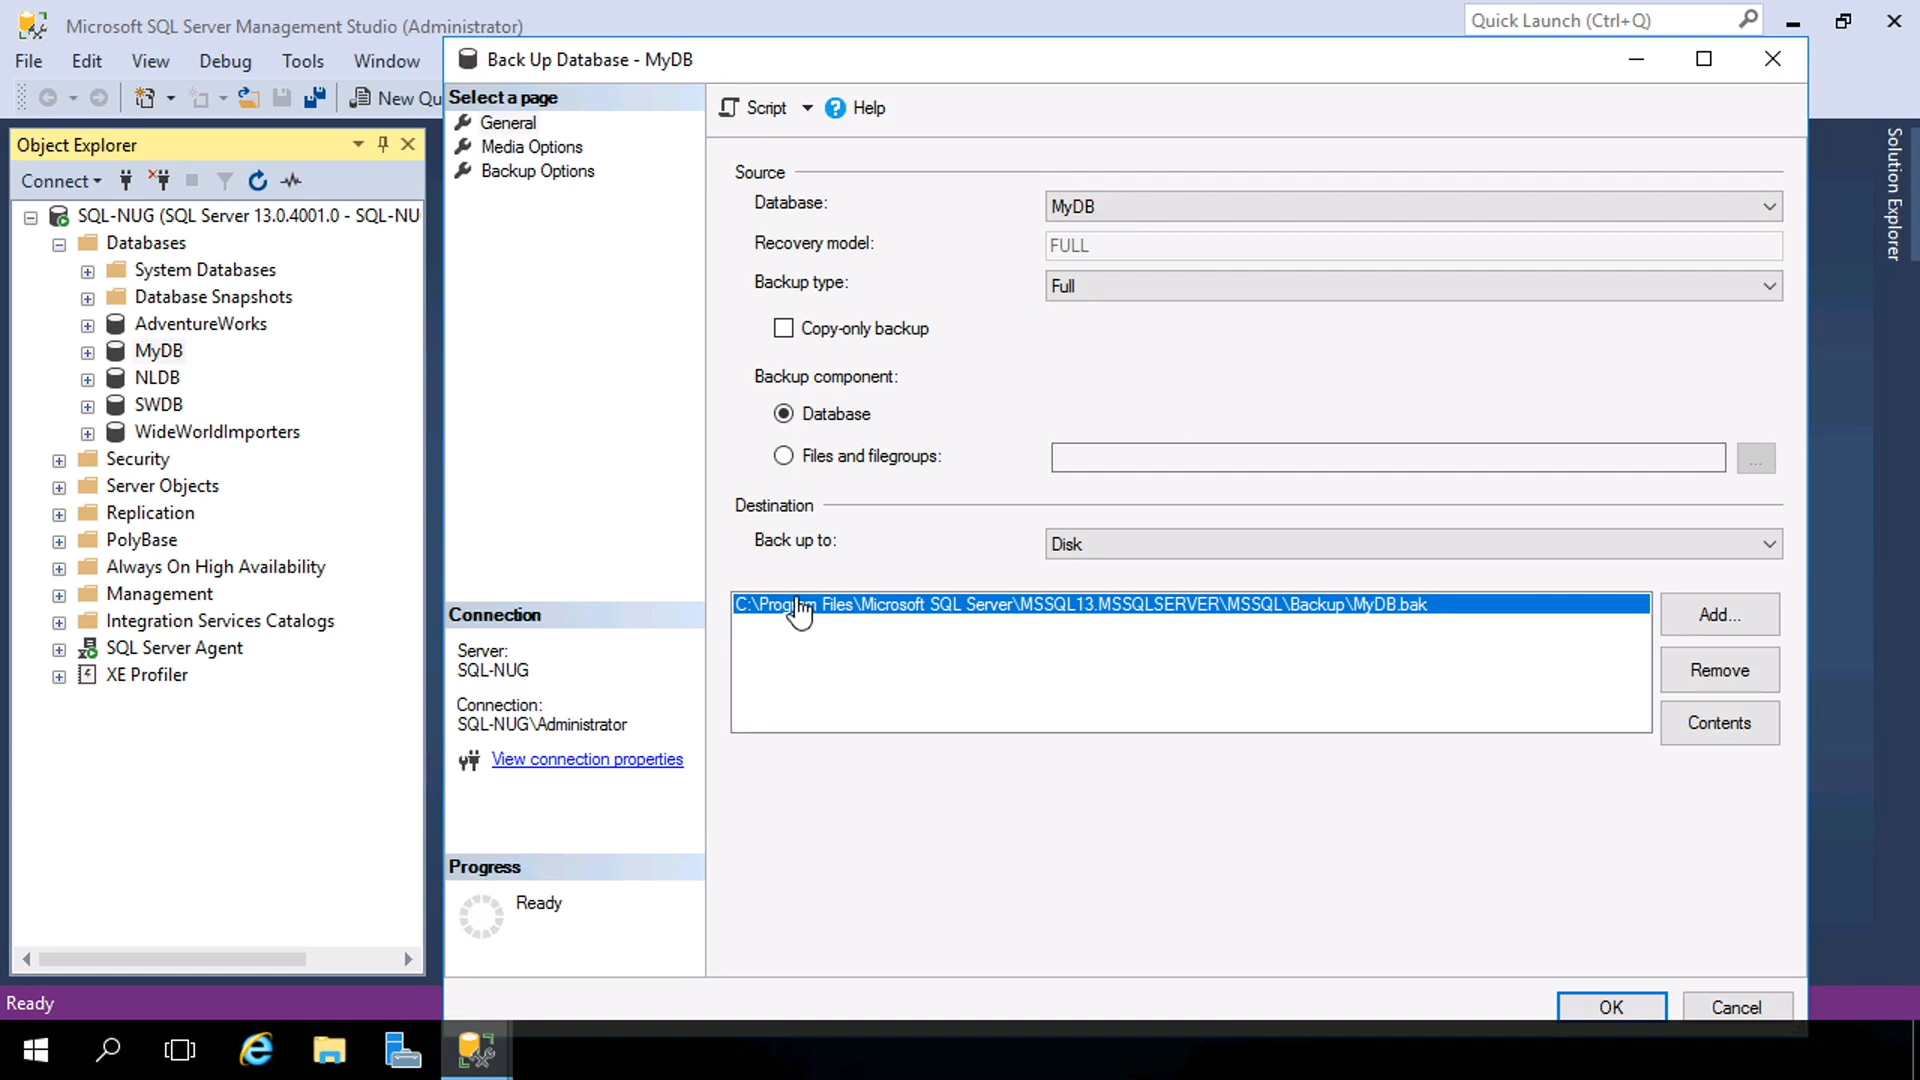 Microsoft SQL Server Management Studio (Administrator)
Quick Launch (Ctrl+Q)
File Edit View Debug Tools Window
New Qu
Object Explorer
Connect
SQL-NUG (SQL Server 13.0.4001.0 - SQL-NU
Databases
System Databases
Database Snapshots
AdventureWorks
MyDB
NLDB
SWDB
WideWorldImporters
Security
Server Objects
Replication
PolyBase
Always On High Availability
Management
Integration Services Catalogs
SQL Server Agent
XE Profiler
Ready
Back Up Database - MyDB
Select a page
General
Media Options
Backup Options
Connection
Server:
SQL-NUG
Connection:
SQL-NUG\Administrator
View connection properties
Progress
Ready
Script Help
Source
Database: MyDB
Recovery model: FULL
Backup type: Full
Copy-only backup
Backup component:
Database
Files and filegroups:
...
Destination
Back up to: Disk
C:\Program Files\Microsoft SQL Server\MSSQL13.MSSQLSERVER\MSSQL\Backup\MyDB.bak
Add...
Remove
Contents
OK Cancel
Solution Explorer